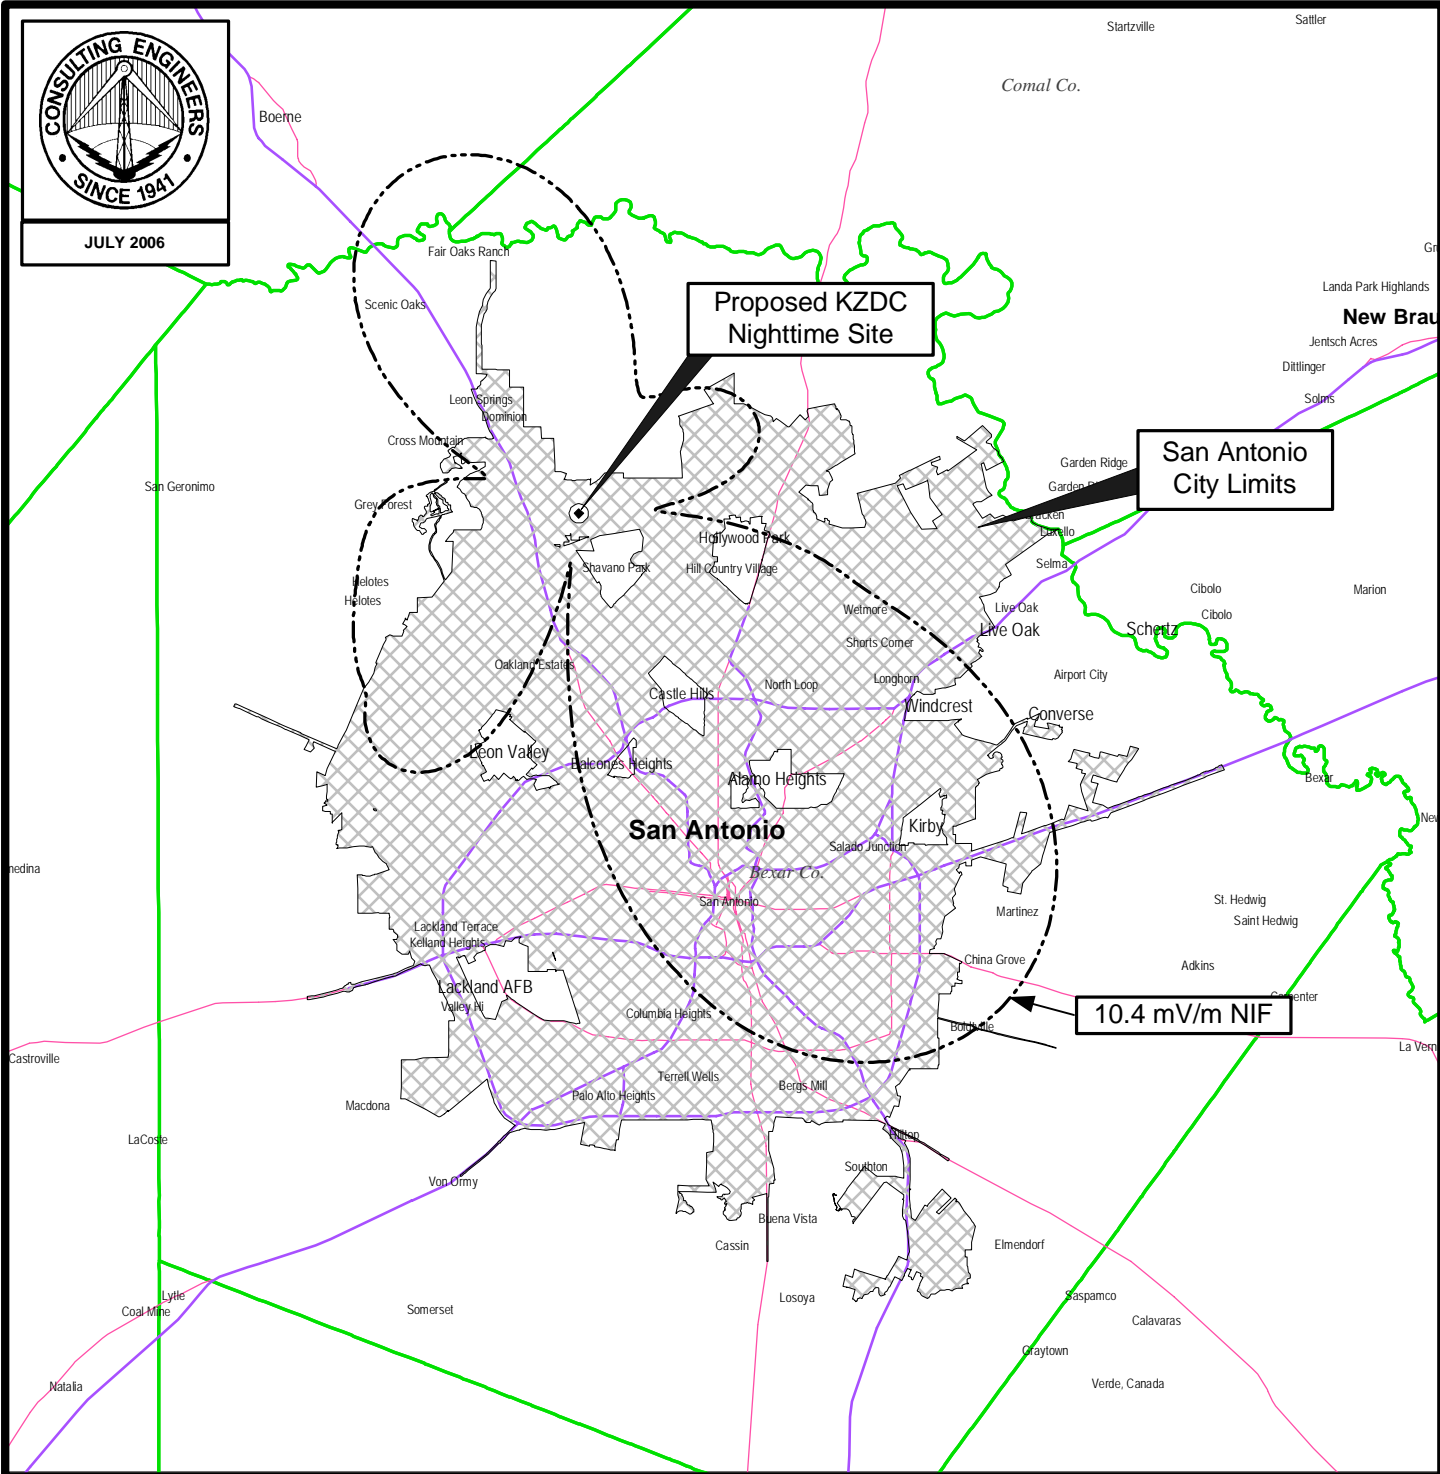 CONSULTING ENGINEERS
SINCE 1941
JULY 2006
Startzville
Sattler
Comal Co.
Boerne
Fair Oaks Ranch
Scenic Oaks
Proposed KZDC
Nighttime Site
Landa Park Highlands
New Brau
Jentsch Acres
Dittlinger
Solms
Leon Springs
Dominion
Cross Mountain
San Antonio
City Limits
Garden Ridge
Garden
San Geronimo
Grey Forest
Luxello
Hollywood Park
Shavano Park
Hill Country Village
Selma
Helotes
Helotes
Cibolo
Cibolo
Marion
Wetmore
Live Oak
Live Oak
Schertz
Shorts Corner
Oakland Estates
Castle Hills
North Loop
Longhorn
Airport City
Windcrest
Converse
Leon Valley
Balcones Heights
Alamo Heights
Bexar
San Antonio
Kirby
Salado Junction
Bexar Co.
medina
San Antonio
Martinez
St. Hedwig
Saint Hedwig
Lackland Terrace
Kelland Heights
China Grove
Adkins
Lackland AFB
Valley Hi
Columbia Heights
10.4 mV/m NIF
Boldtville
Castroville
La Vern
Terrell Wells
Bergs Mill
Palo Alto Heights
Macdona
LaCoste
Hilltop
Southton
Von Ormy
Buena Vista
Cassin
Elmendorf
Lytle
Coal Mine
Somerset
Losoya
Saspamco
Calavaras
Graytown
Natalia
Verde, Canada